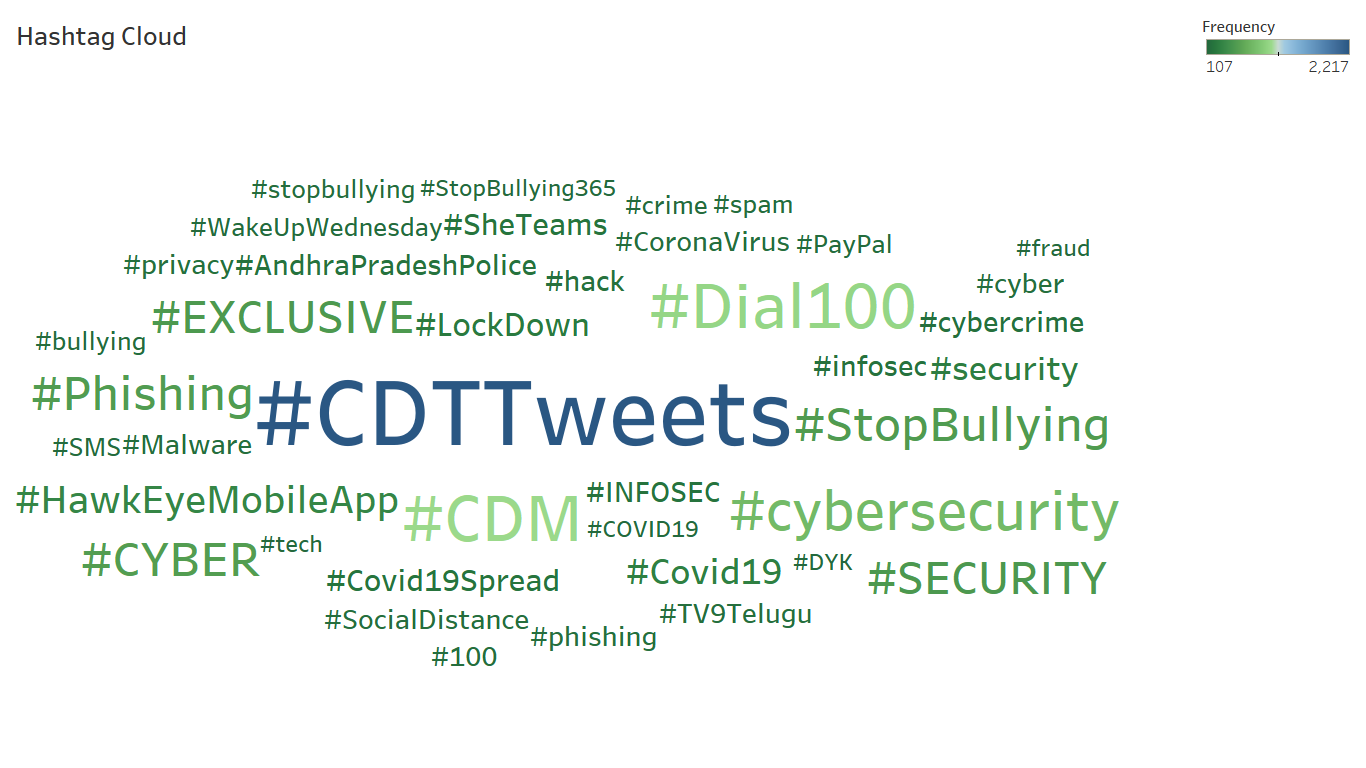 Hashtag Cloud
Frequency
107 2,217
#stopbullying #StopBullying365
#crime #spam
#WakeUpWednesday #SheTeams
#CoronaVirus #PayPal
#fraud
#privacy #AndhraPradeshPolice
#hack
#cyber
#EXCLUSIVE #LockDown
#Dial100
#cybercrime
#bullying
#infosec #security
#Phishing
#CDTTweets
#StopBullying
#SMS #Malware
#HawkEyeMobileApp
#CDM
#INFOSEC
#cybersecurity
#COVID19
#CYBER
#tech
#Covid19Spread
#Covid19
#DYK
#SECURITY
#SocialDistance
#TV9Telugu
#phishing
#100